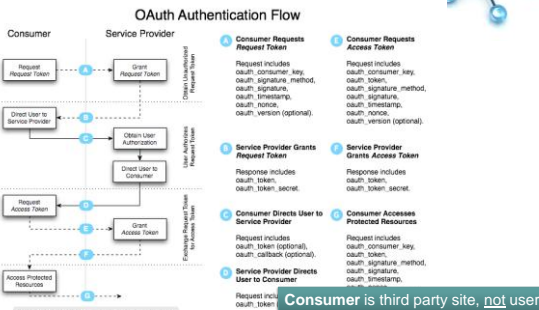 OAuth Authentication Flow
Consumer
Service Provider
Request
Request Token
A
Grant
Request Token
Obtain Unauthorized
Request Token
Direct User to
Service Provider
B
C
Obtain User
Authorization
Direct User to
Consumer
User Authorizes
Request Token
Request
Access Token
D
E
Grant
Access Token
F
Exchange Request Token
for Access Token
Access Protected
Resources
G
A Consumer Requests
Request Token
Request includes
oauth_consumer_key,
oauth_signature_method,
oauth_signature,
oauth_timestamp,
oauth_nonce,
oauth_version (optional).
B Service Provider Grants
Request Token
Response includes
oauth_token,
oauth_token_secret.
C Consumer Directs User to
Service Provider
Request includes
oauth_token (optional),
oauth_callback (optional).
D Service Provider Directs
User to Consumer
oauth_token
E Consumer Requests
Access Token
Request includes
oauth_consumer_key,
oauth_token,
oauth_signature_method,
oauth_signature,
oauth_timestamp,
oauth_nonce,
oauth_version (optional).
F Service Provider
Grants Access Token
Response includes
oauth_token,
oauth_token_secret.
G Consumer Accesses
Protected Resources
Request includes
oauth_consumer_key,
oauth_token,
oauth_signature_method,
oauth_signature,
oauth_timestamp,
Consumer is third party site, not user